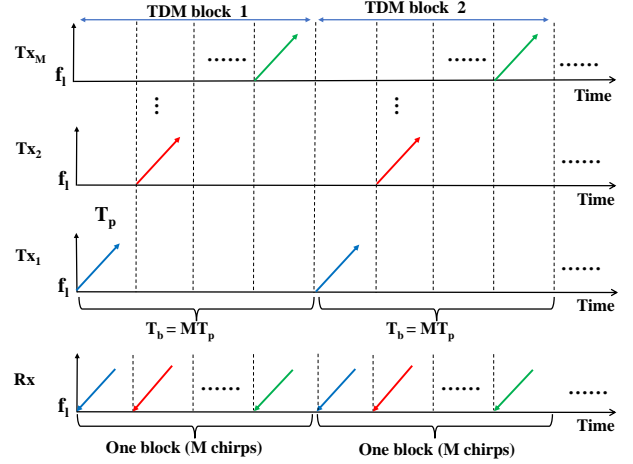 TDM block 1
TDM block 2
Tx_M
f_l
......
......
......
Time
...
...
Tx_2
f_l
......
Time
T_p
Tx_1
f_l
......
Time
T_b = MT_p
T_b = MT_p
Rx
f_l
......
......
......
Time
One block (M chirps)
One block (M chirps)